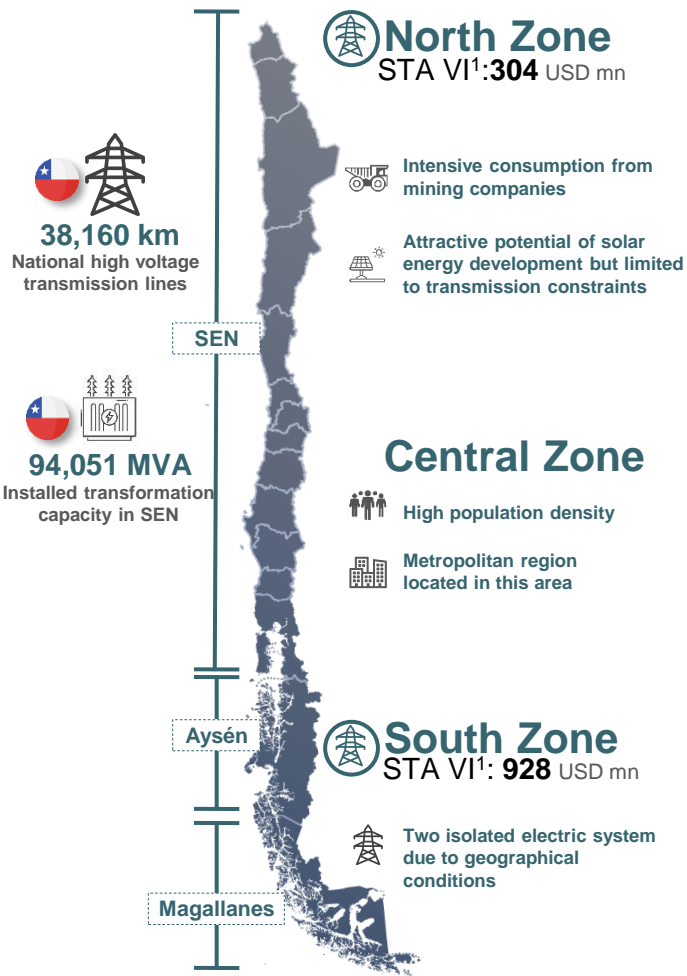 North Zone
STA VI¹:304 USD mn
Intensive consumption from
mining companies
38,160 km
National high voltage
transmission lines
Attractive potential of solar
energy development but limited
to transmission constraints
SEN
94,051 MVA
Installed transformation
capacity in SEN
Central Zone
High population density
Metropolitan region
located in this area
Aysén
South Zone
STA VI¹: 928 USD mn
Two isolated electric system
due to geographical
conditions
Magallanes